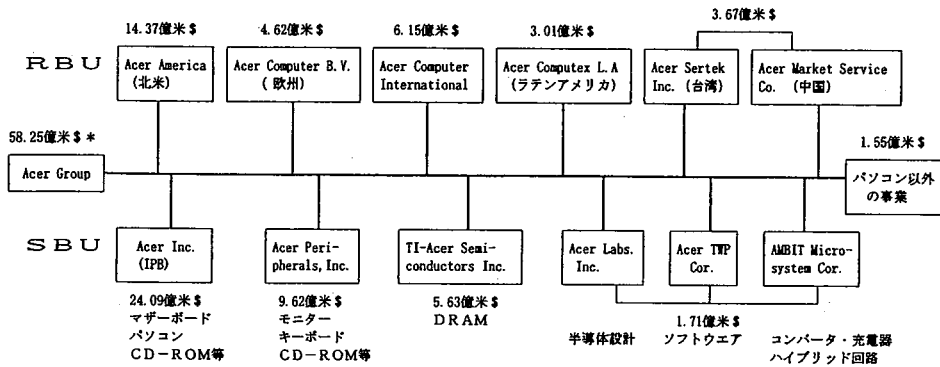 14.37億米$
4.62億米$
6.15億米$
3.01億米$
3.67億米$
RBU
Acer America
(北米)
Acer Computer B.V.
(欧州)
Acer Computer
International
Acer Computex L.A
(ラテンアメリカ)
Acer Sertek
Inc. (台湾)
Acer Market Service
Co. (中国)
58.25億米$ *
Acer Group
1.55億米$
パソコン以外
の事業
SBU
Acer Inc.
(IPB)
Acer Peri-
pherals, Inc.
TI-Acer Semi-
conductors Inc.
Acer Labs.
Inc.
Acer TWP
Cor.
AMBIT Micro-
system Cor.
24.09億米$
マザーボード
パソコン
CD-ROM等
9.62億米$
モニター
キーボード
CD-ROM等
5.63億米$
DRAM
1.71億米$
半導体設計
ソフトウエア
コンバータ・充電器
ハイブリッド回路